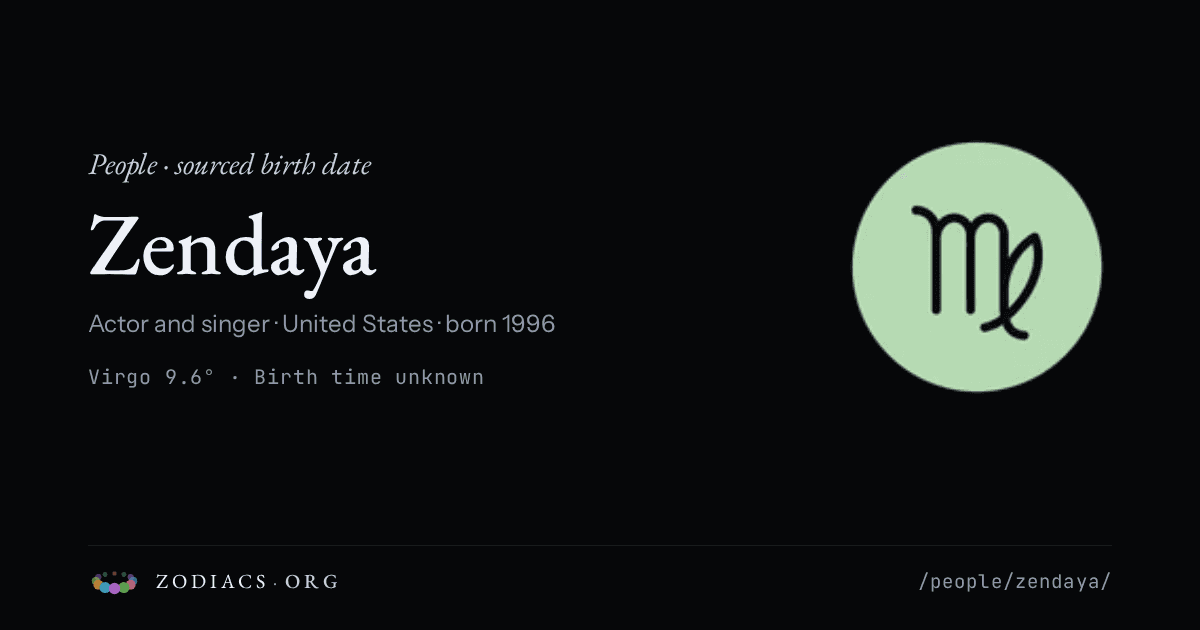 People · sourced birth date
Zendaya
Actor and singer · United States · born 1996
Virgo 9.6° · Birth time unknown
ZODIACS · ORG
/people/zendaya/